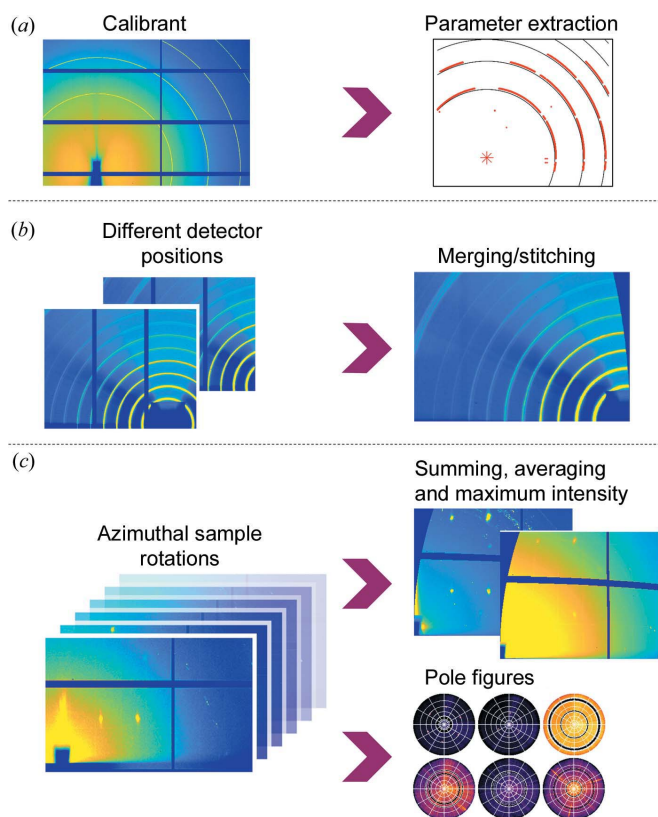 (a)
Calibrant
Parameter extraction
(b)
Different detector
positions
Merging/stitching
(c)
Azimuthal sample
rotations
Summing, averaging
and maximum intensity
Pole figures